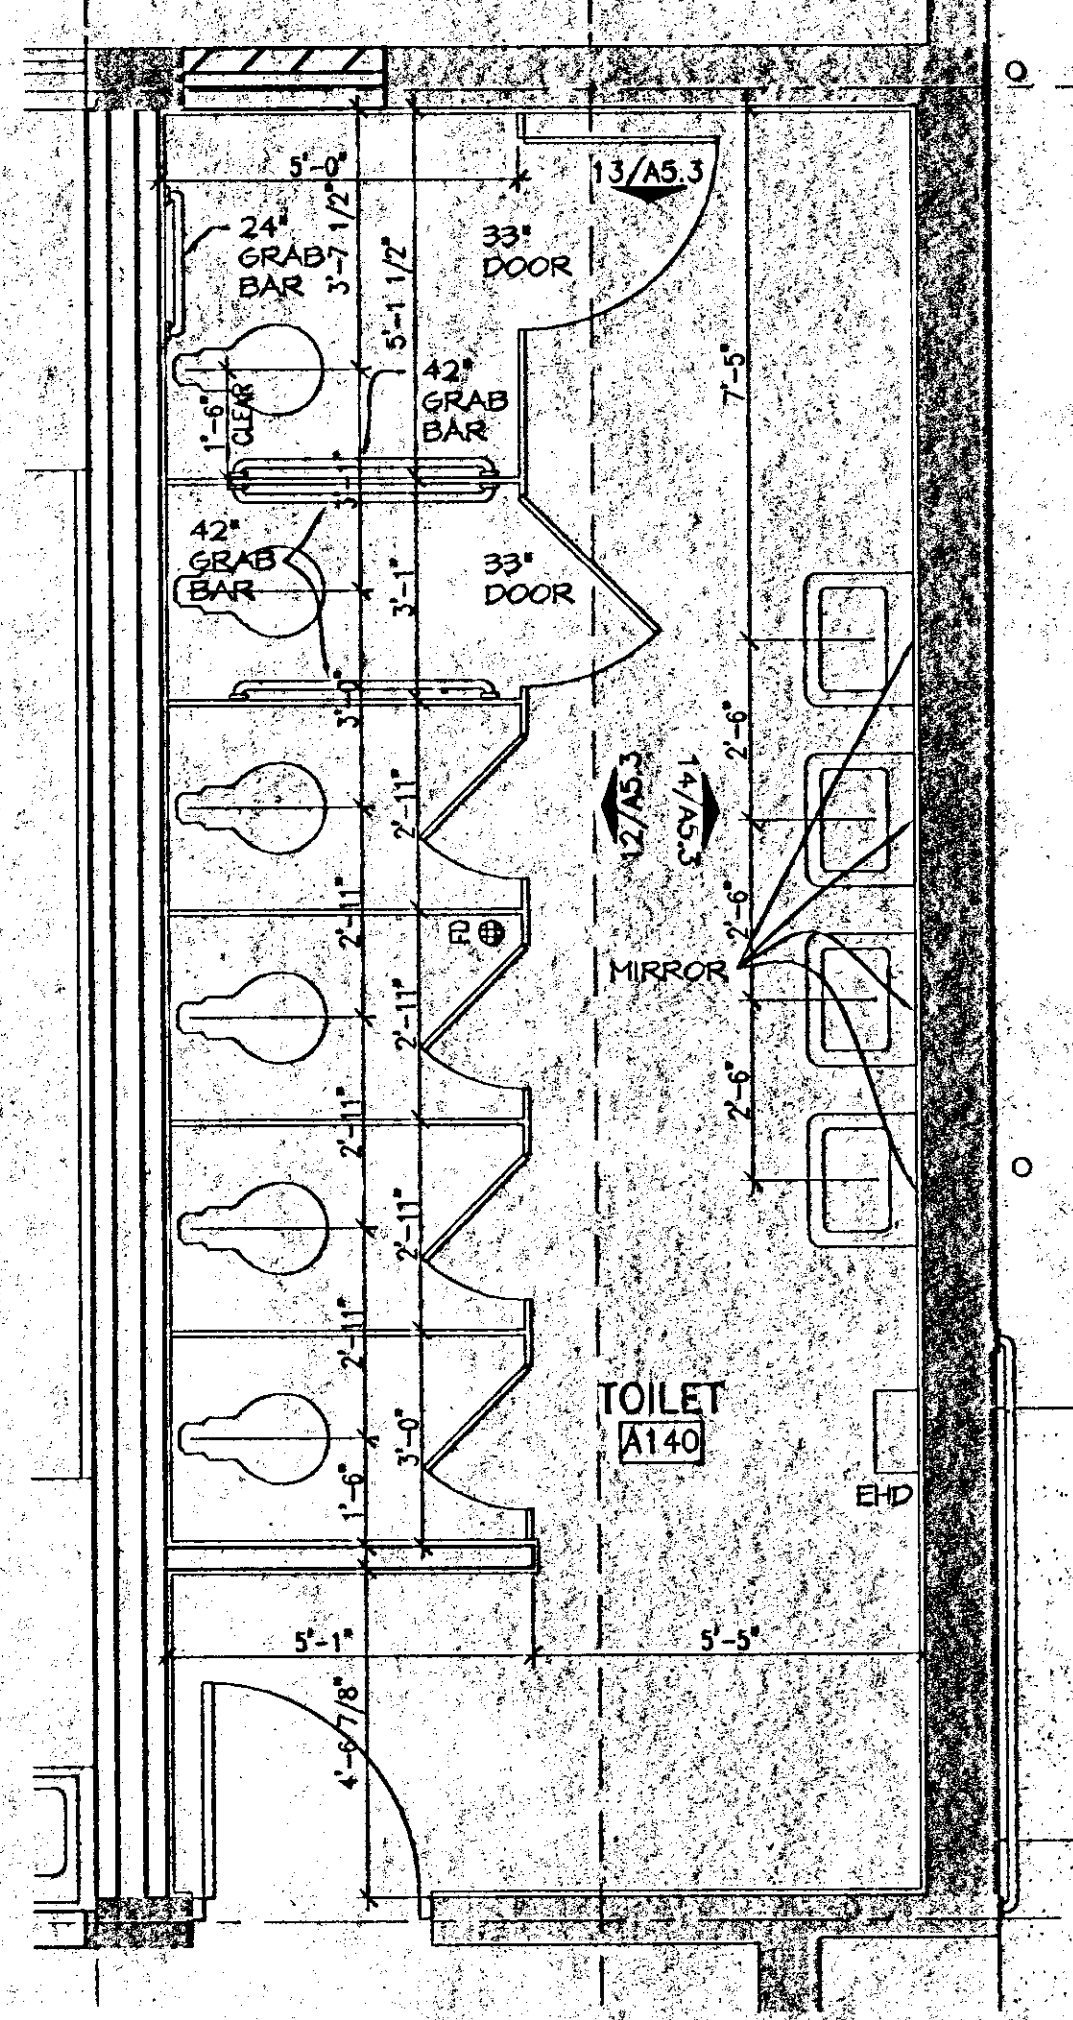 5'-0"
13/A5.3
24"
GRAB
BAR
3'-7 1/2"
5'-1 1/2"
33"
DOOR
7'-5"
42"
GRAB
BAR
1'-6"
CLEAR
3'-1"
42"
GRAB
BAR
3'-1"
33"
DOOR
3'-0"
2'-6"
12/A5.3
14/A5.3
2'-11"
2'-11"
2'-6"
FD
MIRROR
2'-11"
2'-6"
2'-11"
2'-11"
2'-11"
TOILET
A140
3'-0"
1'-6"
EHD
5'-1"
5'-5"
4'-6 7/8"